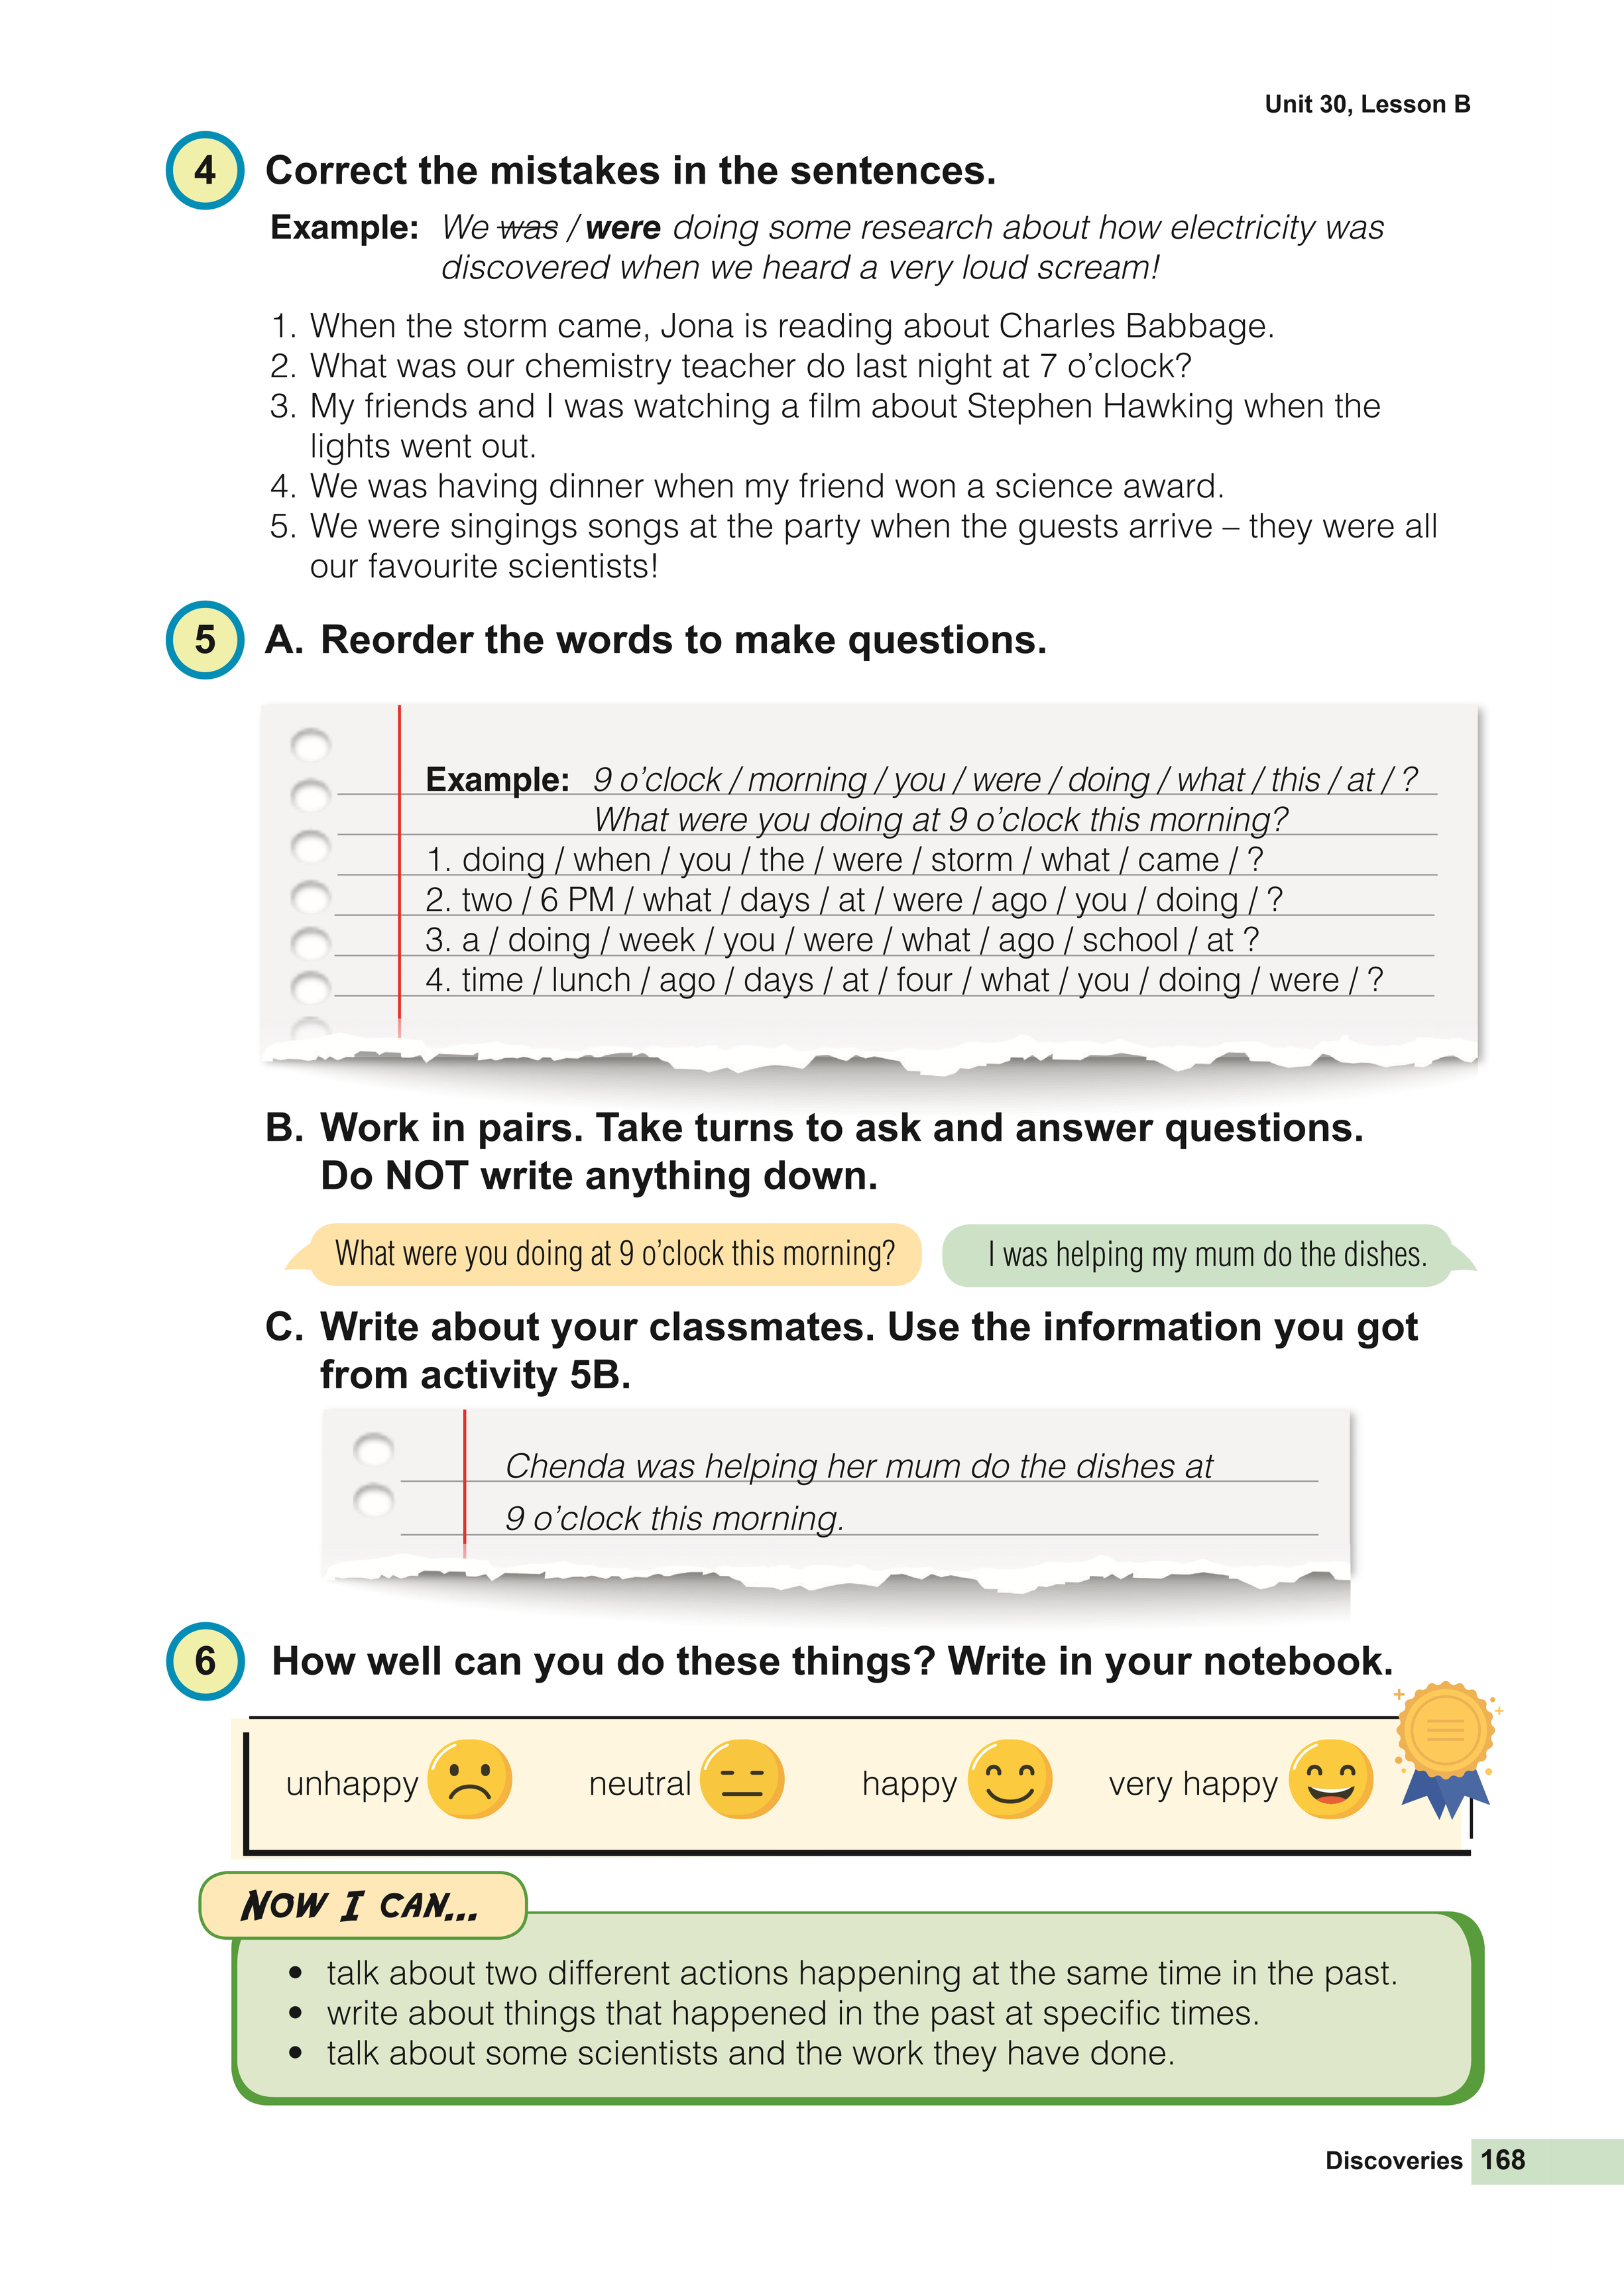 Unit 30, Lesson B
4 Correct the mistakes in the sentences.
Example: We was / were doing some research about how electricity was
discovered when we heard a very loud scream!
1. When the storm came, Jona is reading about Charles Babbage.
2. What was our chemistry teacher do last night at 7 o'clock?
3. My friends and I was watching a film about Stephen Hawking when the
lights went out.
4. We was having dinner when my friend won a science award.
5. We were singings songs at the party when the guests arrive – they were all
our favourite scientists!
5 A. Reorder the words to make questions.
Example: 9 o'clock / morning / you / were / doing / what / this / at / ?
What were you doing at 9 o'clock this morning?
1. doing / when / you / the / were / storm / what / came / ?
2. two / 6 PM / what / days / at / were / ago / you / doing / ?
3. a / doing / week / you / were / what / ago / school / at ?
4. time / lunch / ago / days / at / four / what / you / doing / were / ?
B. Work in pairs. Take turns to ask and answer questions.
Do NOT write anything down.
What were you doing at 9 o'clock this morning? I was helping my mum do the dishes.
C. Write about your classmates. Use the information you got
from activity 5B.
Chenda was helping her mum do the dishes at
9 o'clock this morning.
6 How well can you do these things? Write in your notebook.
unhappy neutral happy very happy
NOW I CAN...
• talk about two different actions happening at the same time in the past.
• write about things that happened in the past at specific times.
• talk about some scientists and the work they have done.
Discoveries 168